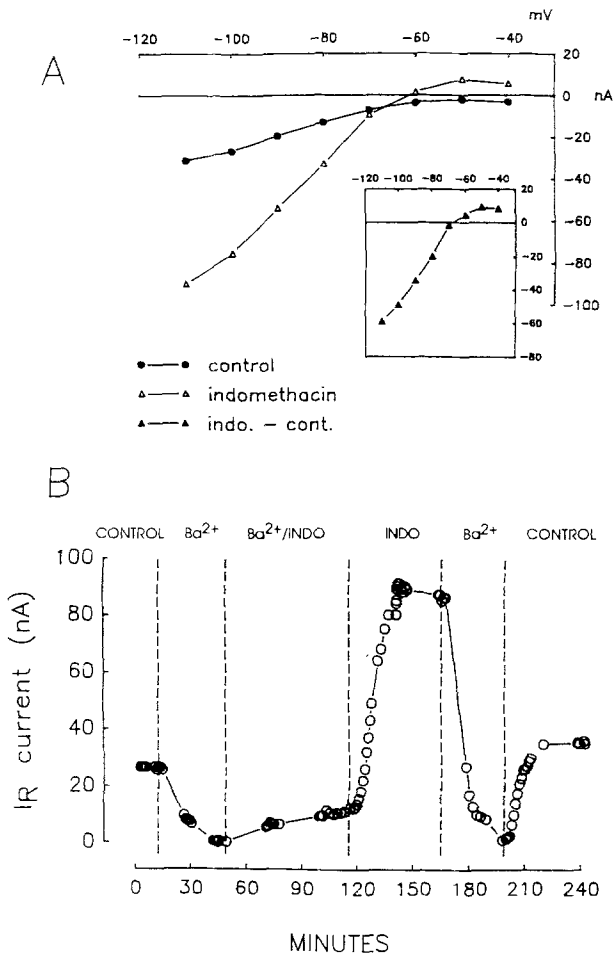 A
mV
−120 −100 −80 −60 −40
20
0 nA
−20
−40
−60
−80
−100
−120 −100 −80 −60 −40
20
0
−20
−40
−60
−80
control
indomethacin
indo. − cont.
B
CONTROL Ba2+ Ba2+/INDO INDO Ba2+ CONTROL
IR current (nA)
100
80
60
40
20
0
0 30 60 90 120 150 180 210 240
MINUTES